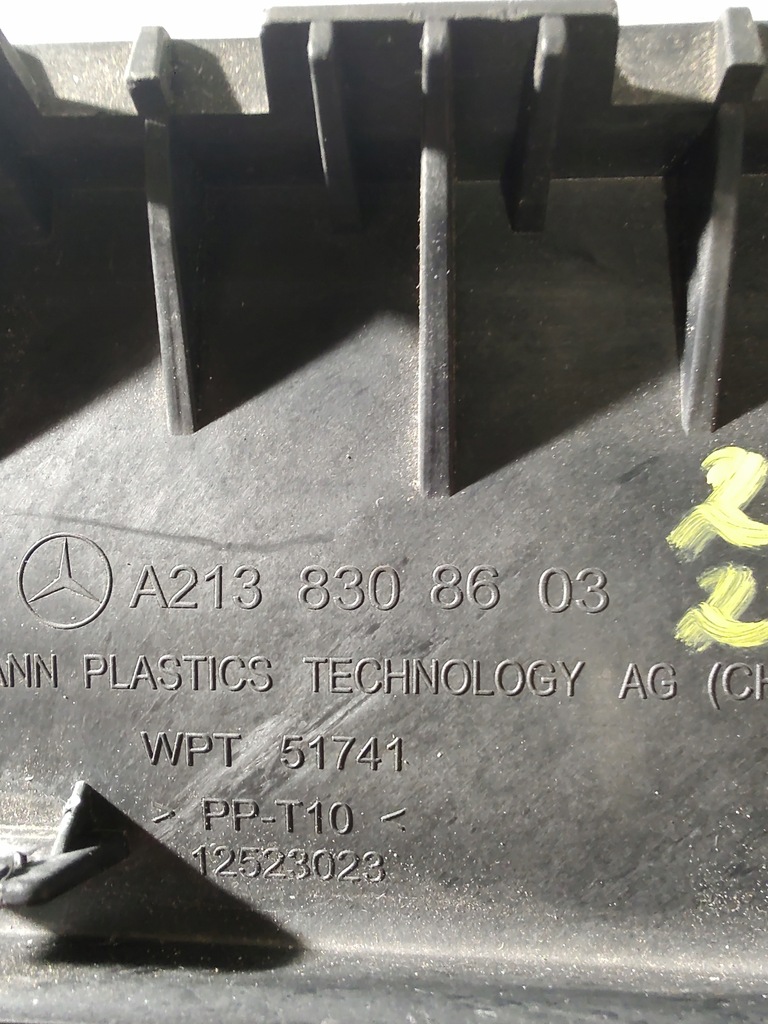 A213 830 86 03
ANN PLASTICS TECHNOLOGY AG (CH
WPT 51741
> PP-T10 <
12523023